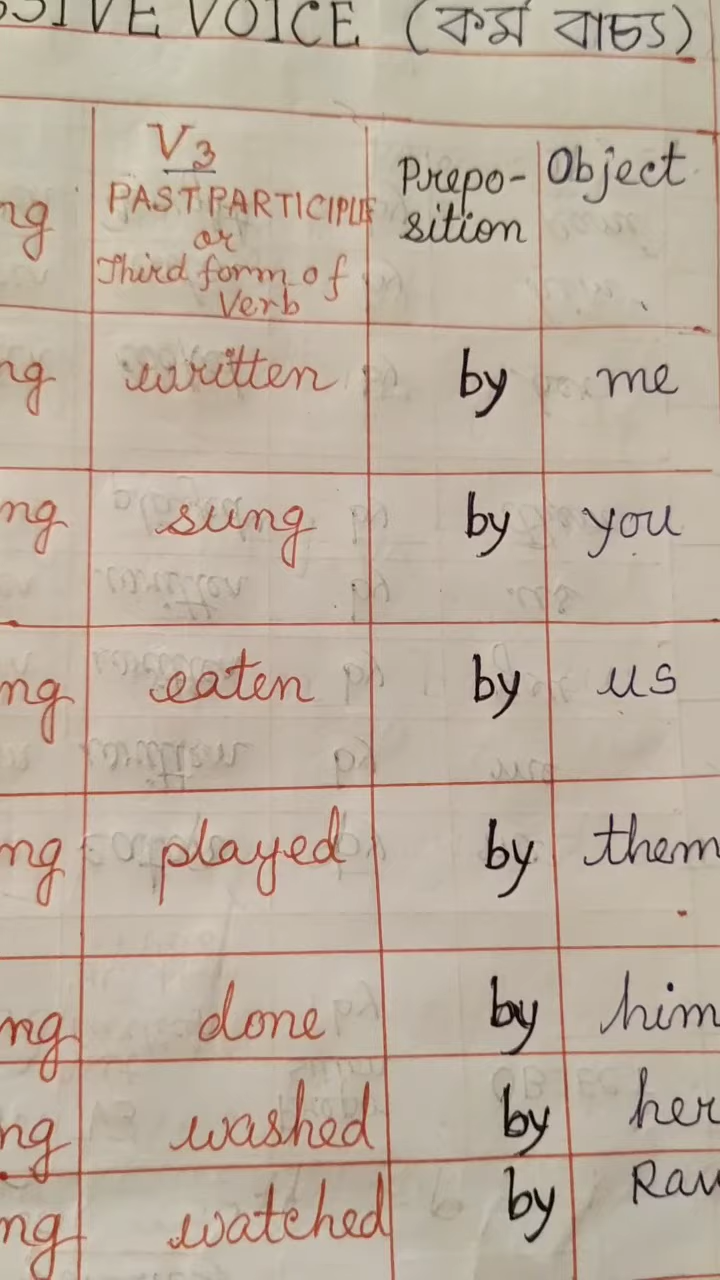 VOICE (কর্ম বাচ্য)
V3
PAST PARTICIPLE
or
Third form of
Verb
Prepo-
sition
Object
ng
ng written by me
ng sung by you
ng eaten by us
ng played by them
ng done by him
ng washed by her
ng watched by